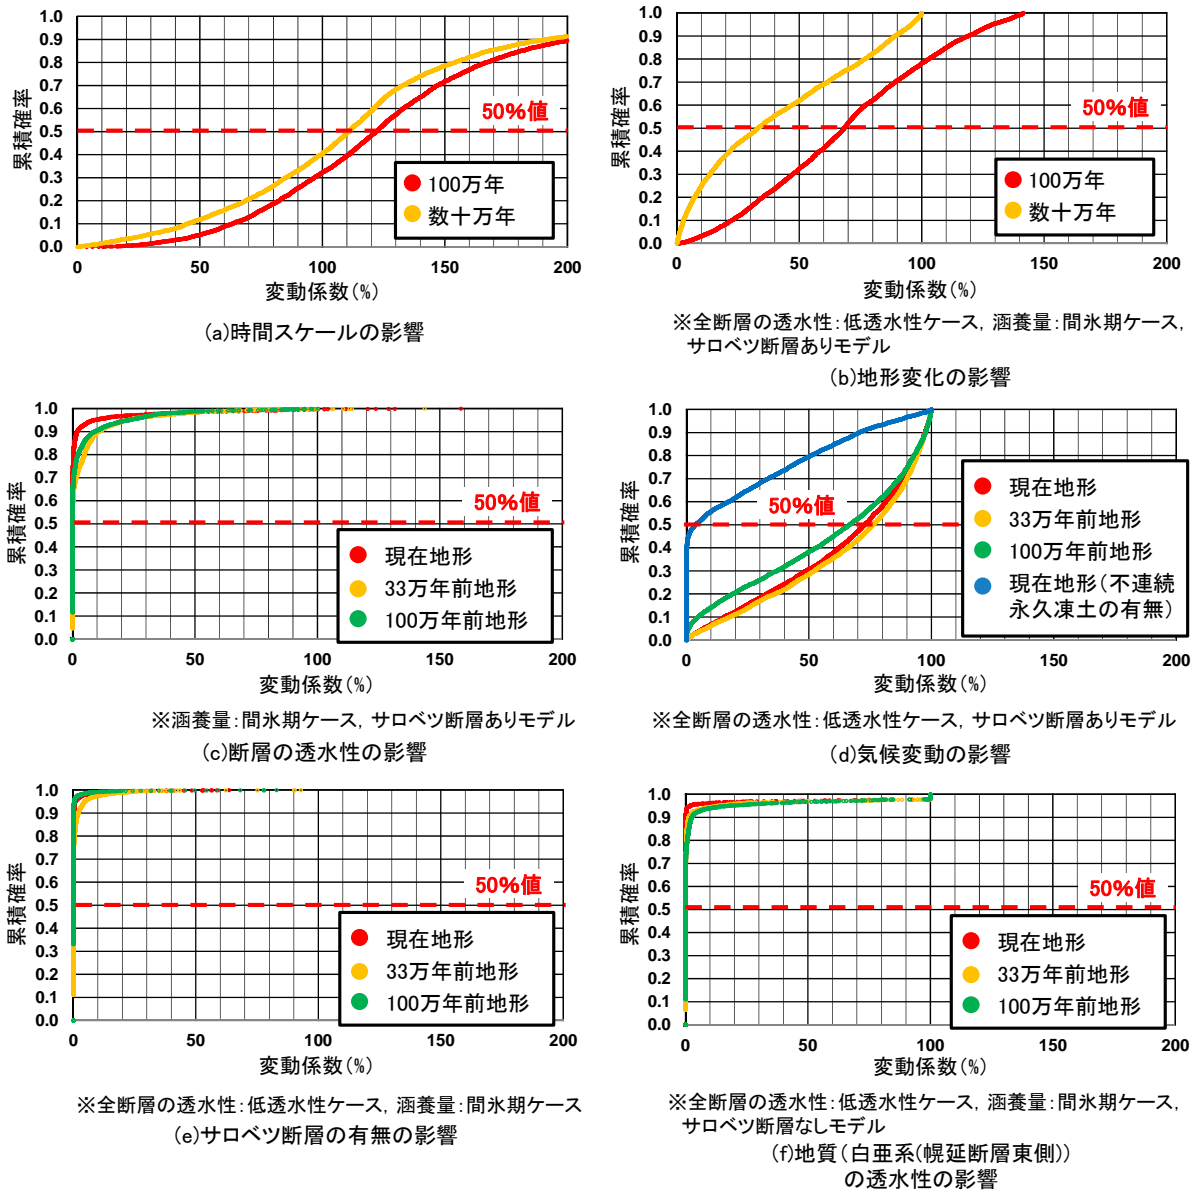 1.0
0.9
0.8
0.7
0.6
0.5
0.4
0.3
0.2
0.1
0.0
累積確率
50%値
100万年
数十万年
0 50 100 150 200
変動係数(%)
(a)時間スケールの影響
1.0
0.9
0.8
0.7
0.6
0.5
0.4
0.3
0.2
0.1
0.0
累積確率
50%値
100万年
数十万年
0 50 100 150 200
変動係数(%)
※全断層の透水性:低透水性ケース, 涵養量:間氷期ケース,
サロベツ断層ありモデル
(b)地形変化の影響
1.0
0.9
0.8
0.7
0.6
0.5
0.4
0.3
0.2
0.1
0.0
累積確率
50%値
現在地形
33万年前地形
100万年前地形
0 50 100 150 200
変動係数(%)
※涵養量:間氷期ケース, サロベツ断層ありモデル
(c)断層の透水性の影響
1.0
0.9
0.8
0.7
0.6
0.5
0.4
0.3
0.2
0.1
0.0
累積確率
50%値
現在地形
33万年前地形
100万年前地形
現在地形(不連続
永久凍土の有無)
0 50 100 150 200
変動係数(%)
※全断層の透水性:低透水性ケース, サロベツ断層ありモデル
(d)気候変動の影響
1.0
0.9
0.8
0.7
0.6
0.5
0.4
0.3
0.2
0.1
0.0
累積確率
50%値
現在地形
33万年前地形
100万年前地形
0 50 100 150 200
変動係数(%)
※全断層の透水性:低透水性ケース, 涵養量:間氷期ケース
(e)サロベツ断層の有無の影響
1.0
0.9
0.8
0.7
0.6
0.5
0.4
0.3
0.2
0.1
0.0
累積確率
50%値
現在地形
33万年前地形
100万年前地形
0 50 100 150 200
変動係数(%)
※全断層の透水性:低透水性ケース, 涵養量:間氷期ケース,
サロベツ断層なしモデル
(f)地質(白亜系(幌延断層東側))
の透水性の影響